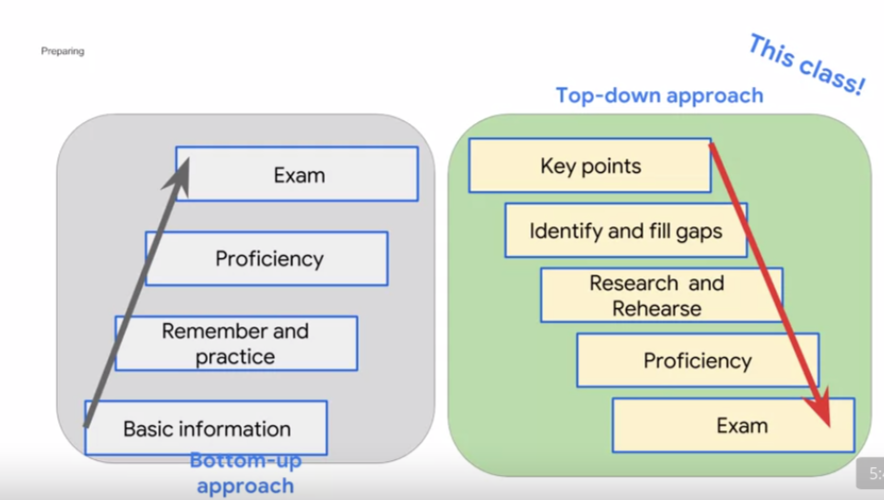 Preparing
This class!
Top-down approach
Exam
Proficiency
Remember and
practice
Basic information
Bottom-up
approach
Key points
Identify and fill gaps
Research and
Rehearse
Proficiency
Exam